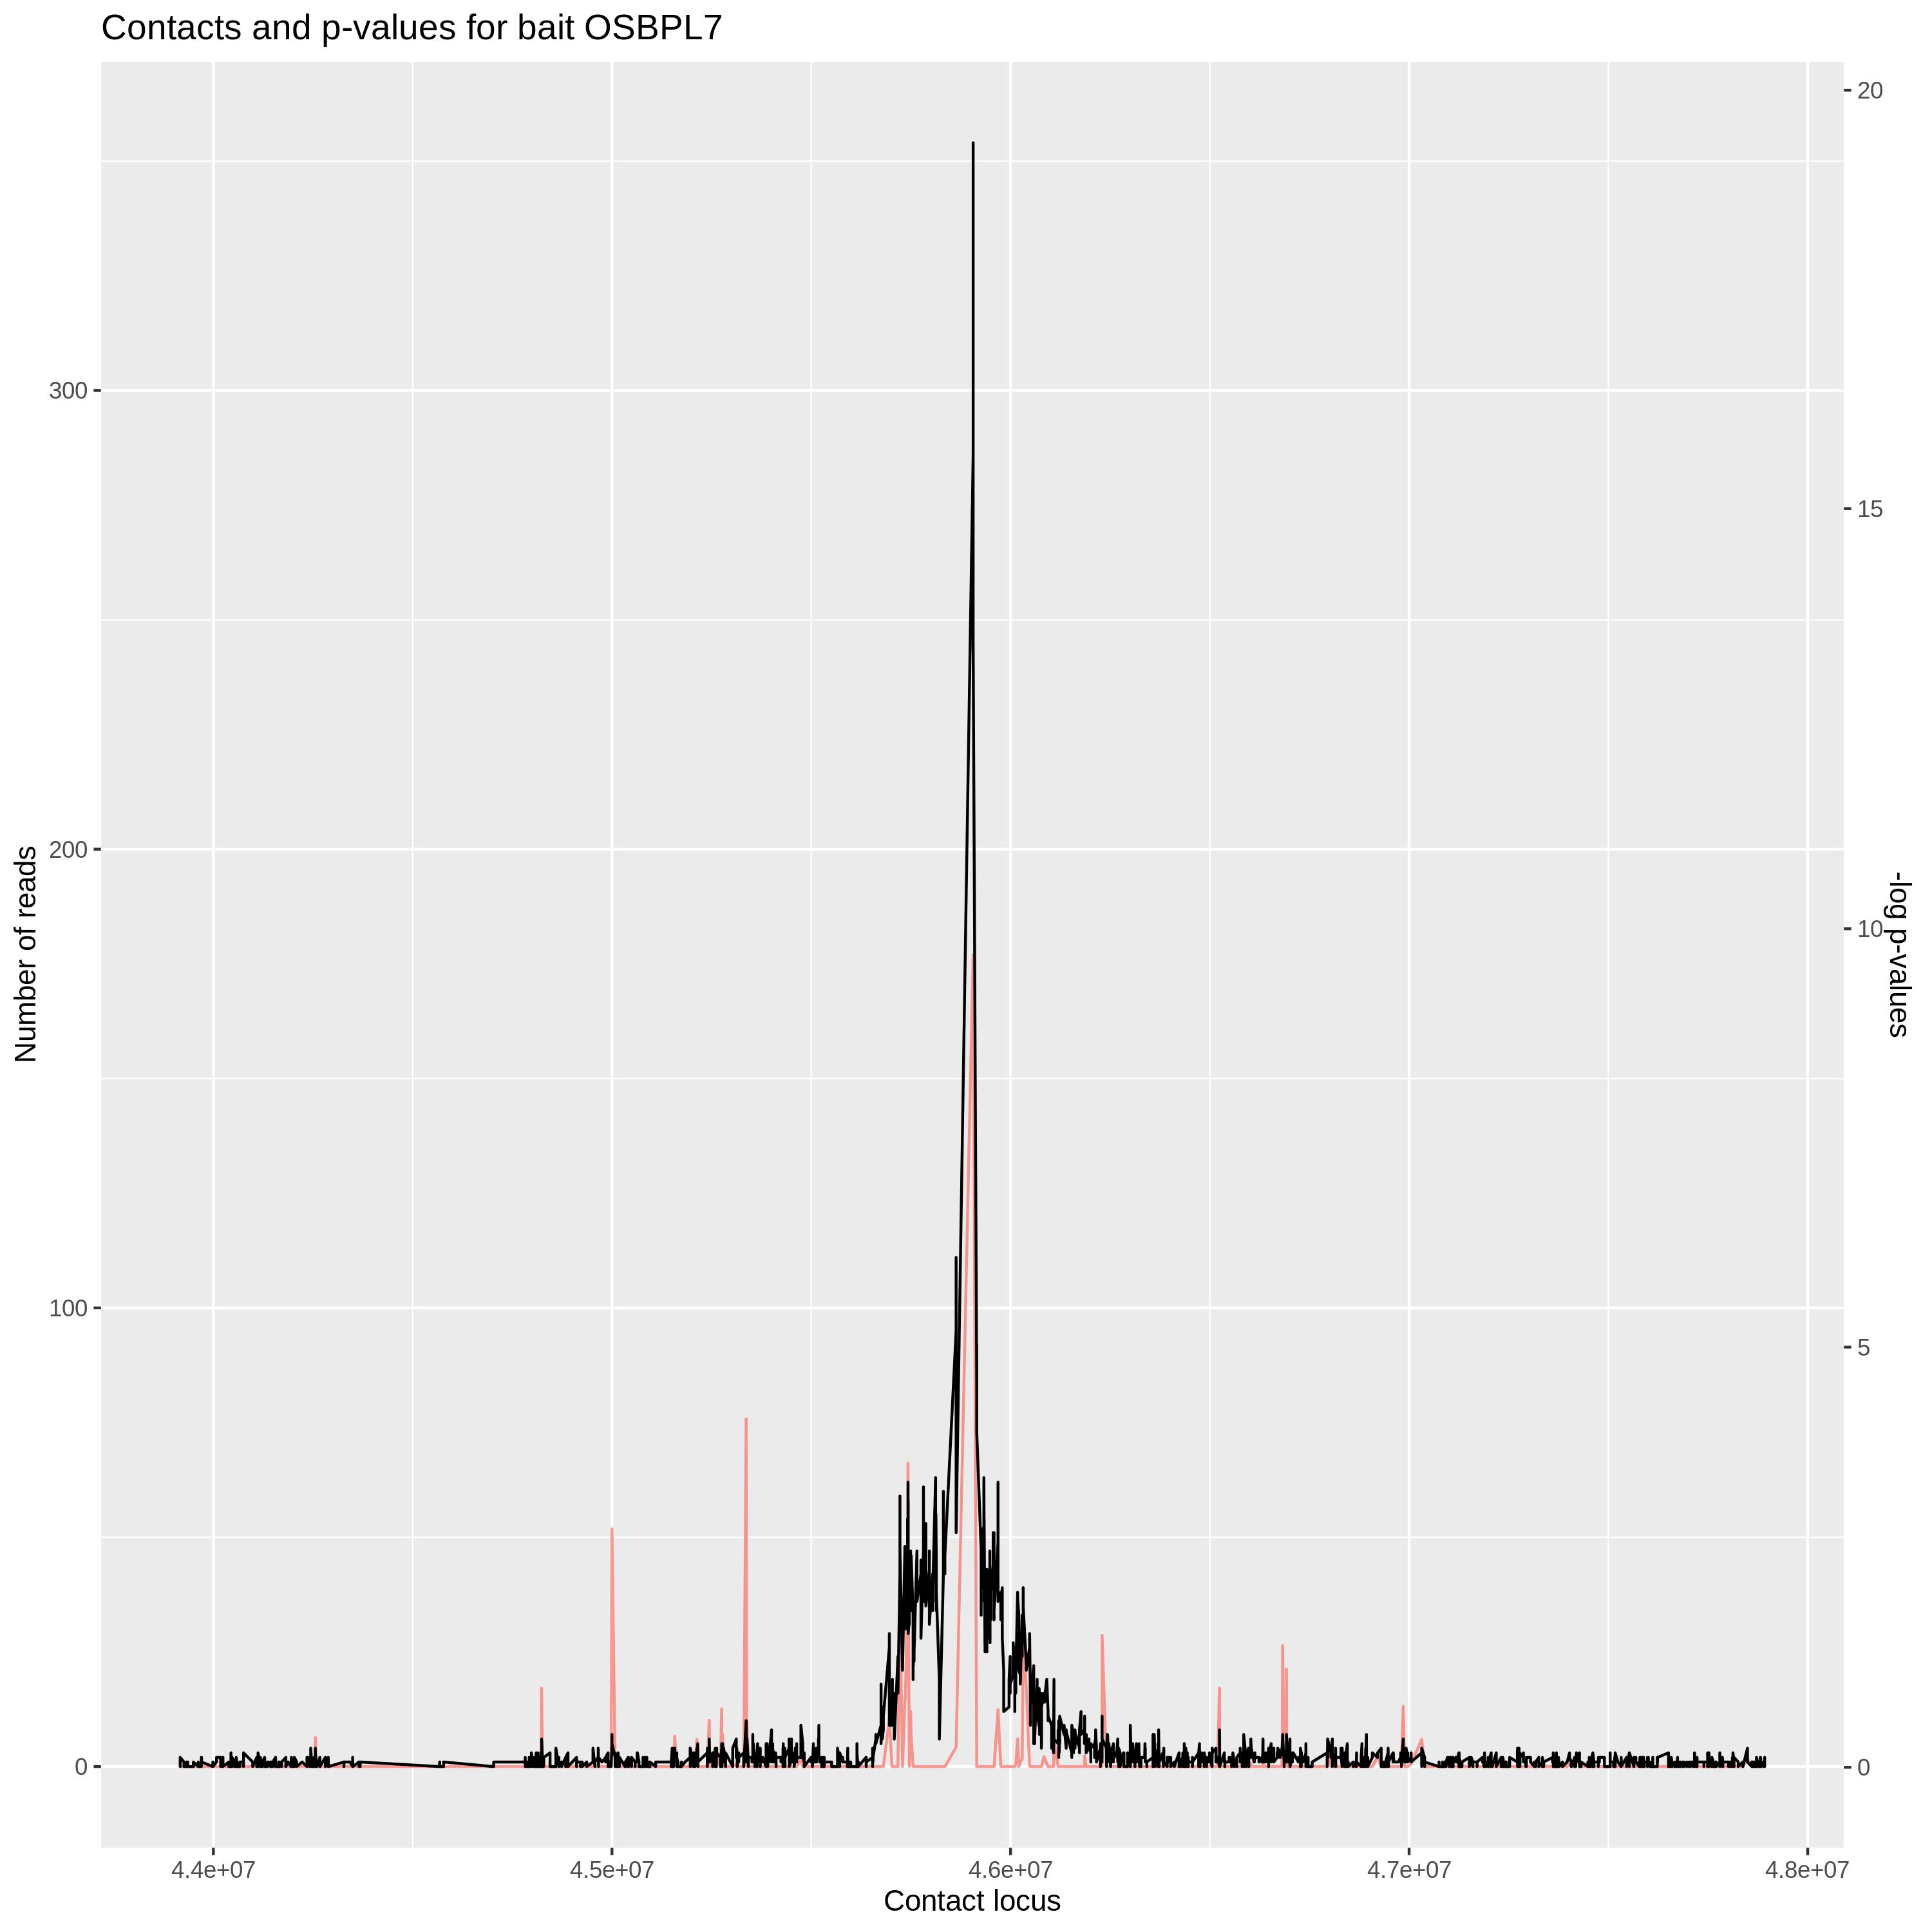 Contacts and p-values for bait OSBPL7
20
15
10
5
0
-log p-values
300
200
100
0
Number of reads
4.4e+07 4.5e+07 4.6e+07 4.7e+07 4.8e+07
Contact locus